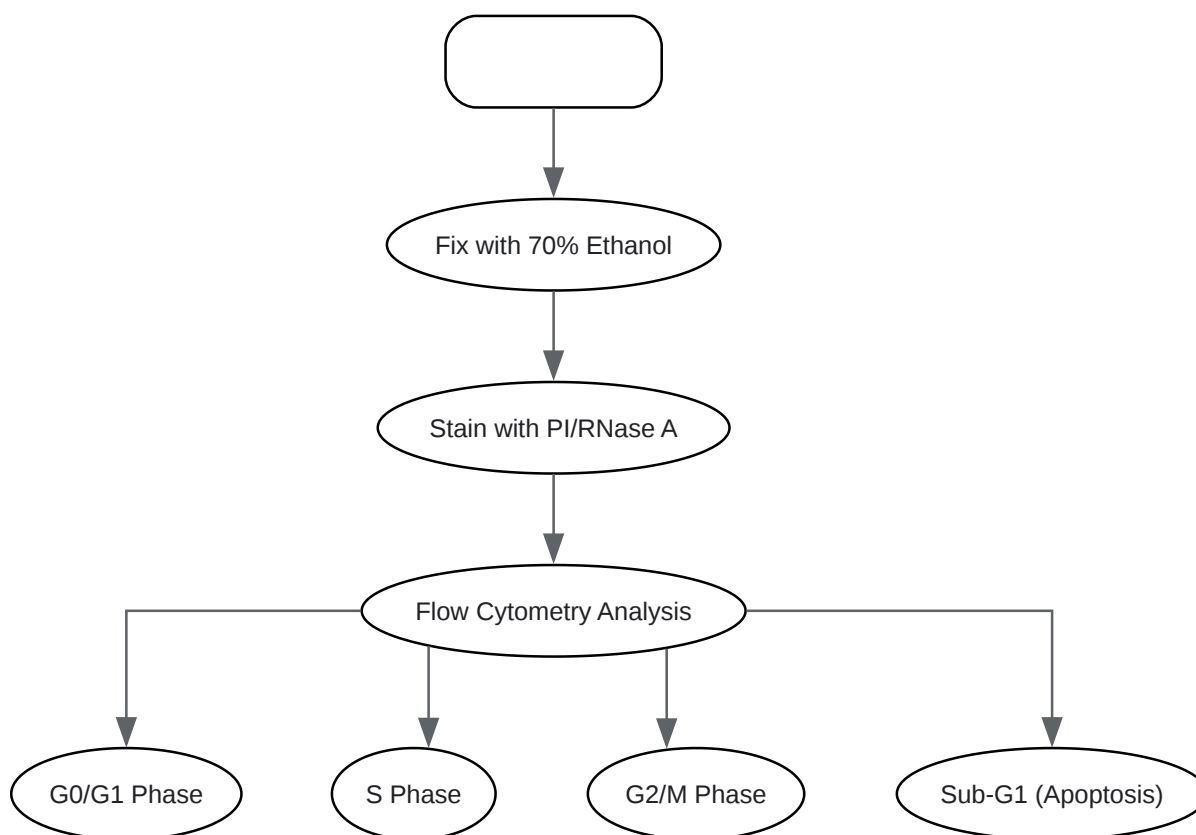 Fix with 70% Ethanol
Stain with PI/RNase A
Flow Cytometry Analysis
G0/G1 Phase
S Phase
G2/M Phase
Sub-G1 (Apoptosis)